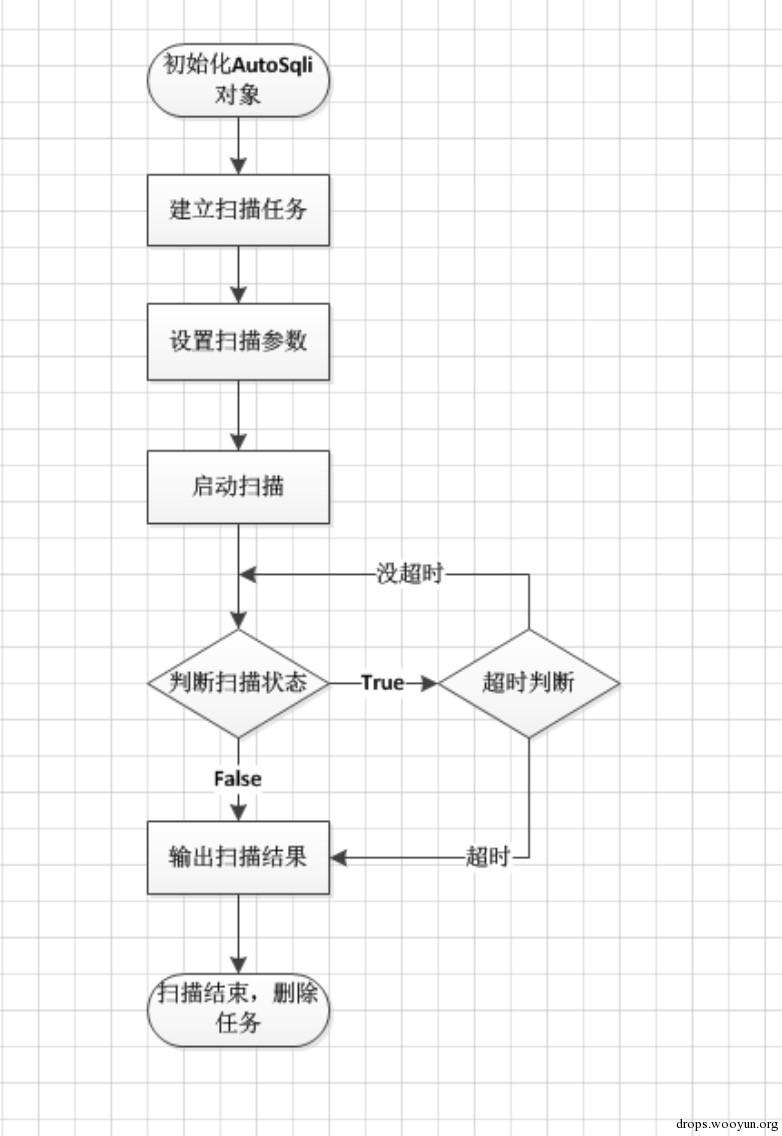 初始化AutoSqli
对象
建立扫描任务
设置扫描参数
启动扫描
没超时
判断扫描状态
True
超时判断
False
输出扫描结果
超时
扫描结束，删除
任务
drops.wooyun.org